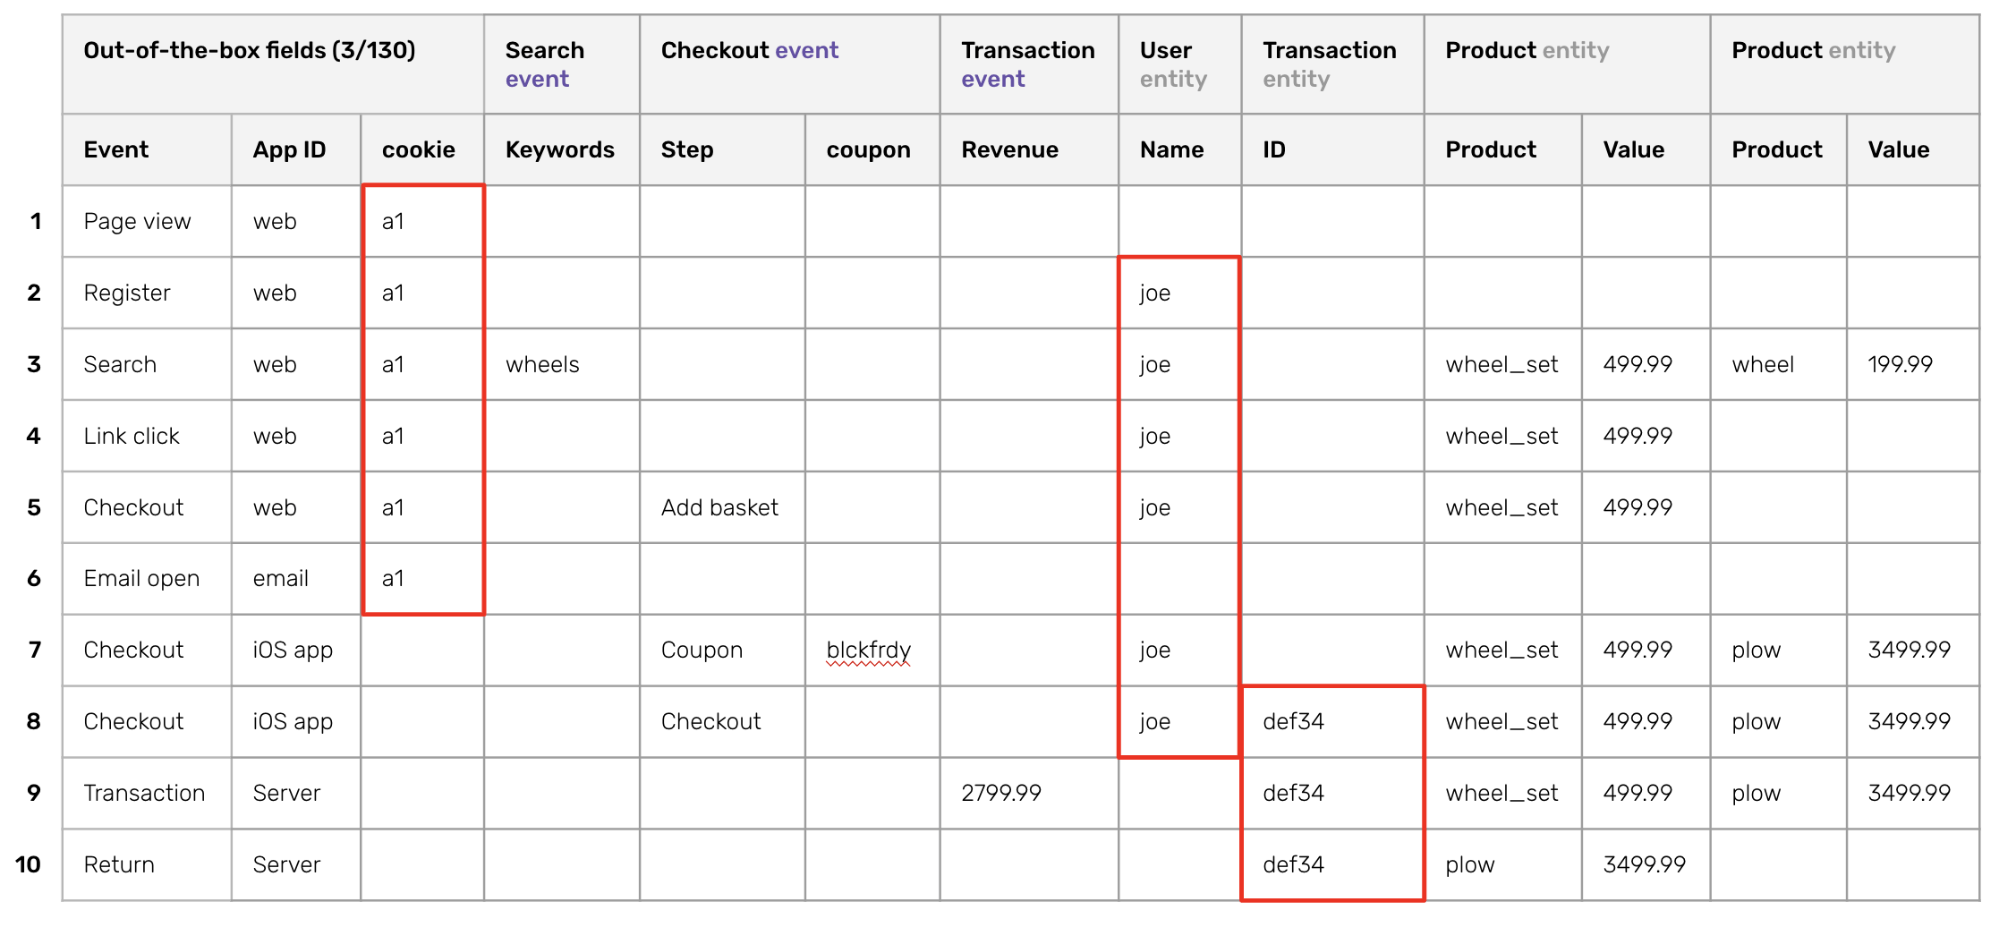 Out-of-the-box fields (3/130) Search event Checkout event Transaction event User entity Transaction entity Product entity Product entity
Event App ID cookie Keywords Step coupon Revenue Name ID Product Value Product Value
1 Page view web a1
2 Register web a1 joe
3 Search web a1 wheels joe wheel_set 499.99 wheel 199.99
4 Link click web a1 joe wheel_set 499.99
5 Checkout web a1 Add basket joe wheel_set 499.99
6 Email open email a1
7 Checkout iOS app Coupon blckfrdy joe wheel_set 499.99 plow 3499.99
8 Checkout iOS app Checkout joe def34 wheel_set 499.99 plow 3499.99
9 Transaction Server 2799.99 def34 wheel_set 499.99 plow 3499.99
10 Return Server def34 plow 3499.99